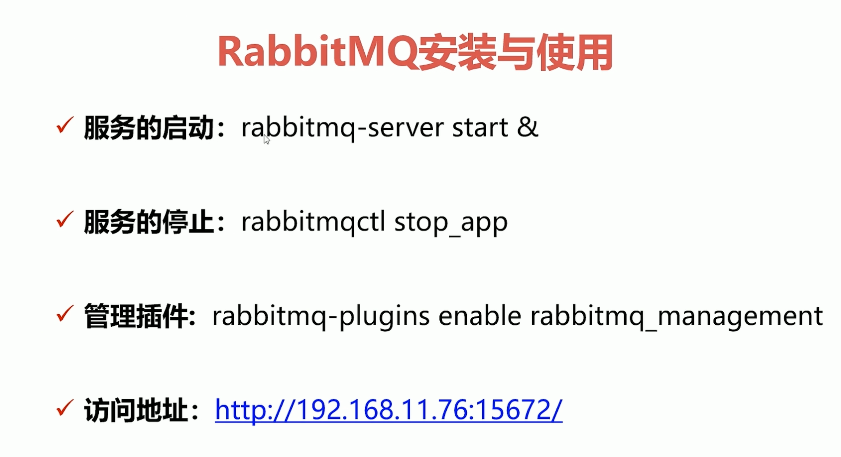 RabbitMQ安装与使用
服务的启动：rabbitmq-server start &
服务的停止：rabbitmqctl stop_app
管理插件：rabbitmq-plugins enable rabbitmq_management
访问地址：http://192.168.11.76:15672/